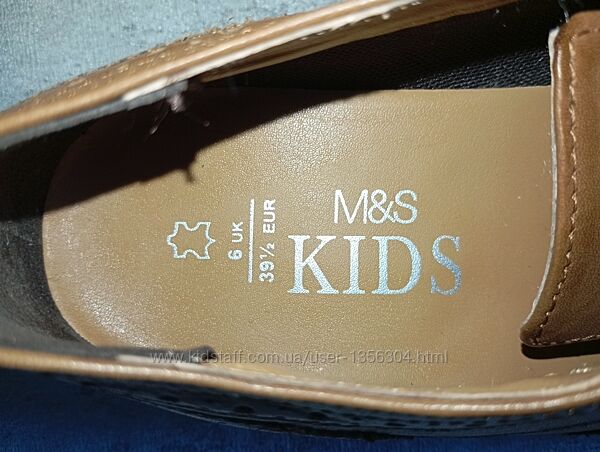 6 UK
39½ EUR
M&S
KIDS
www.kidstaff.com.ua/user-1356304.html